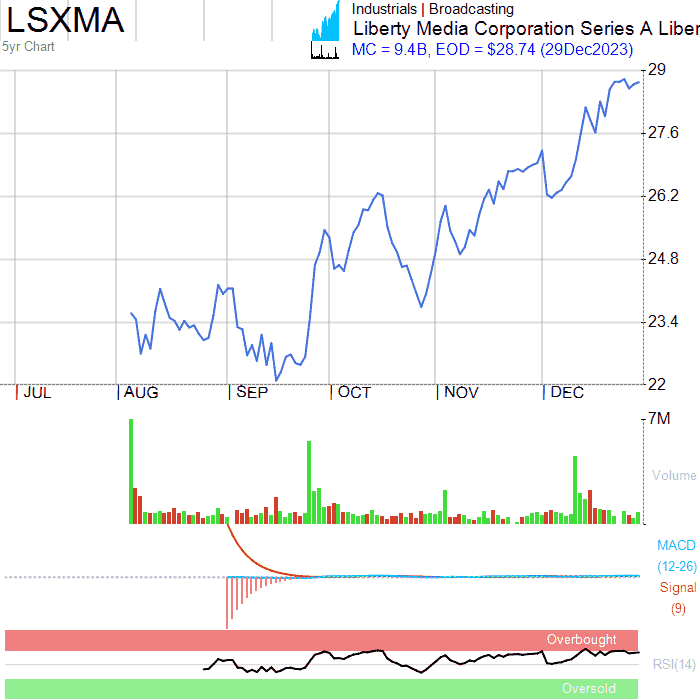 LSXMA
5yr Chart
Industrials | Broadcasting
Liberty Media Corporation Series A Liber
MC = 9.4B, EOD = $28.74 (29Dec2023)
29
27.6
26.2
24.8
23.4
22
JUL AUG SEP OCT NOV DEC
7M
Volume
MACD
(12-26)
Signal
(9)
Overbought
RSI(14)
Oversold